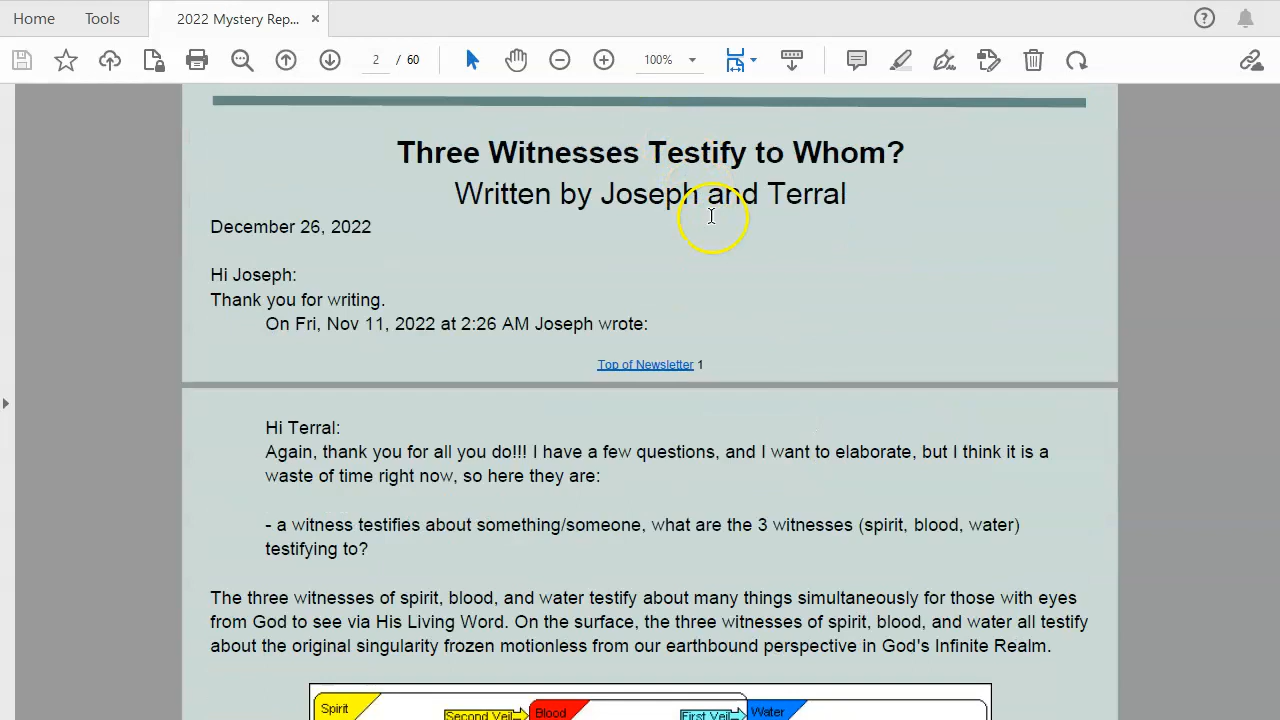 Home
Tools
2022 Mystery Rep...
×
2 / 60
100%
Three Witnesses Testify to Whom?
Written by Joseph and Terral
December 26, 2022
Hi Joseph:
Thank you for writing.
On Fri, Nov 11, 2022 at 2:26 AM Joseph wrote:
Top of Newsletter 1
Hi Terral:
Again, thank you for all you do!!! I have a few questions, and I want to elaborate, but I think it is a
waste of time right now, so here they are:
- a witness testifies about something/someone, what are the 3 witnesses (spirit, blood, water)
testifying to?
The three witnesses of spirit, blood, and water testify about many things simultaneously for those with eyes
from God to see via His Living Word. On the surface, the three witnesses of spirit, blood, and water all testify
about the original singularity frozen motionless from our earthbound perspective in God's Infinite Realm.
Spirit
Second Veil
Blood
First Veil
Water